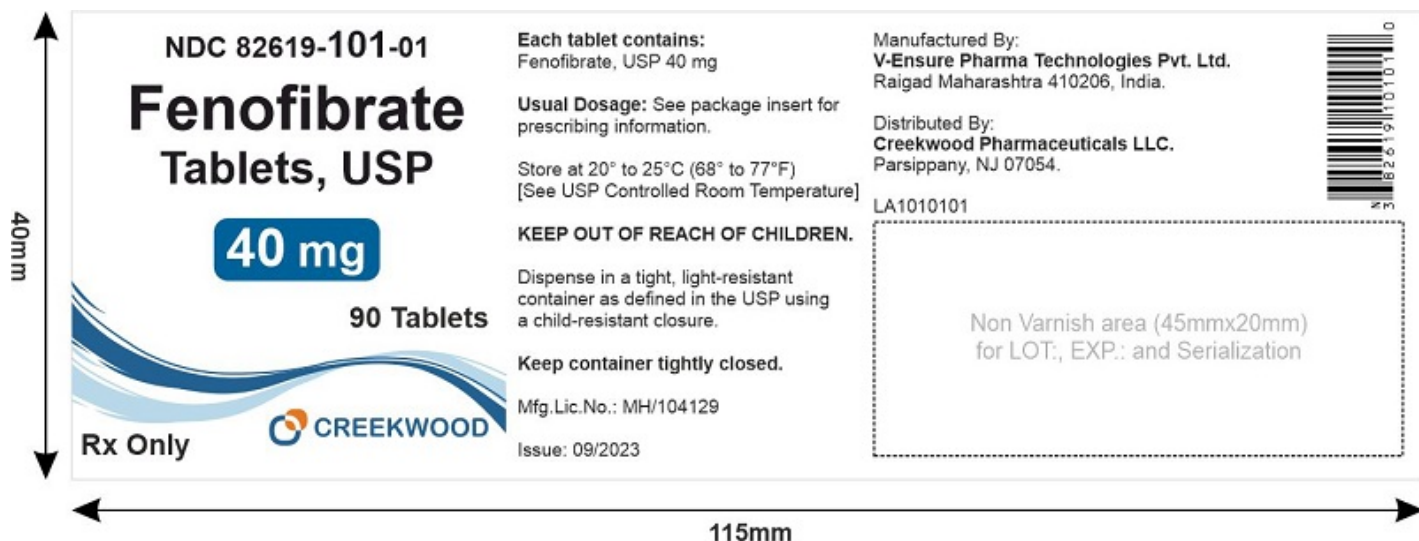 NDC 82619-101-01
Fenofibrate
Tablets, USP
40 mg
90 Tablets
Rx Only
CREEKWOOD
Each tablet contains:
Fenofibrate, USP 40 mg
Usual Dosage: See package insert for
prescribing information.
Store at 20° to 25°C (68° to 77°F)
[See USP Controlled Room Temperature]
KEEP OUT OF REACH OF CHILDREN.
Dispense in a tight, light-resistant
container as defined in the USP using
a child-resistant closure.
Keep container tightly closed.
Mfg.Lic.No.: MH/104129
Issue: 09/2023
Manufactured By:
V-Ensure Pharma Technologies Pvt. Ltd.
Raigad Maharashtra 410206, India.
Distributed By:
Creekwood Pharmaceuticals LLC.
Parsippany, NJ 07054.
LA1010101
Non Varnish area (45mmx20mm)
for LOT:, EXP.: and Serialization
N
3 82619 10101 0
40mm
115mm